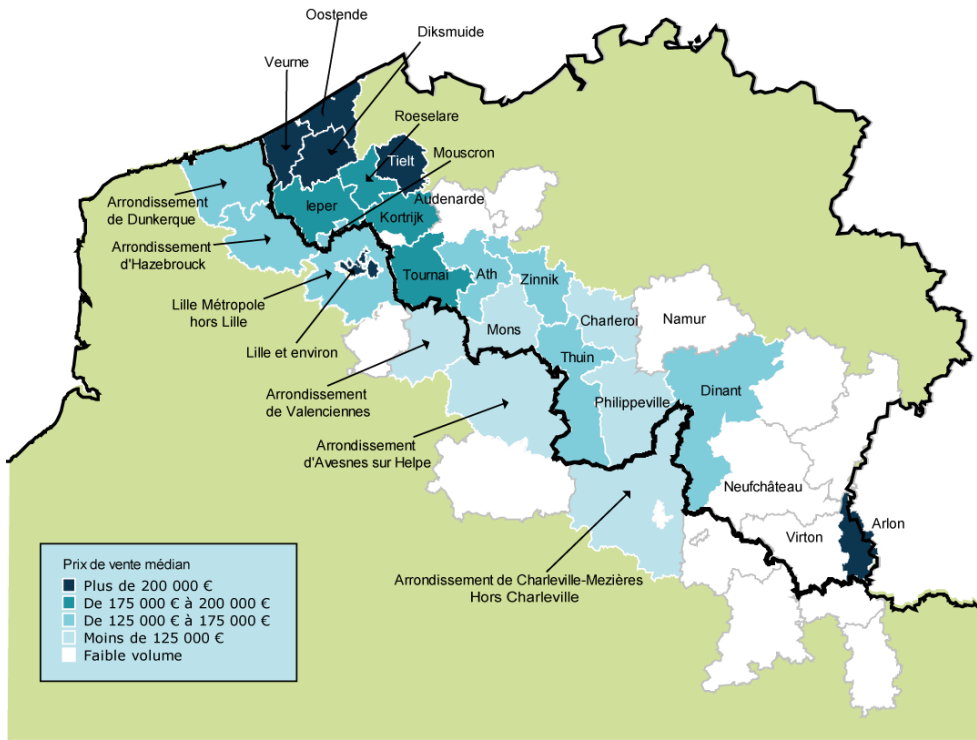 Oostende
Diksmuide
Veurne
Roeselare
Mouscron
Tielt
Audenarde
Ieper
Kortrijk
Arrondissement
de Dunkerque
Arrondissement
d'Hazebrouck
Tournai
Ath
Zinnik
Lille Métropole
hors Lille
Mons
Charleroi
Namur
Lille et environ
Thuin
Dinant
Arrondissement
de Valenciennes
Philippeville
Arrondissement
d'Avesnes sur Helpe
Neufchâteau
Virton
Arlon
Arrondissement de Charleville-Mezières
Hors Charleville
Prix de vente médian
Plus de 200 000 €
De 175 000 € à 200 000 €
De 125 000 € à 175 000 €
Moins de 125 000 €
Faible volume